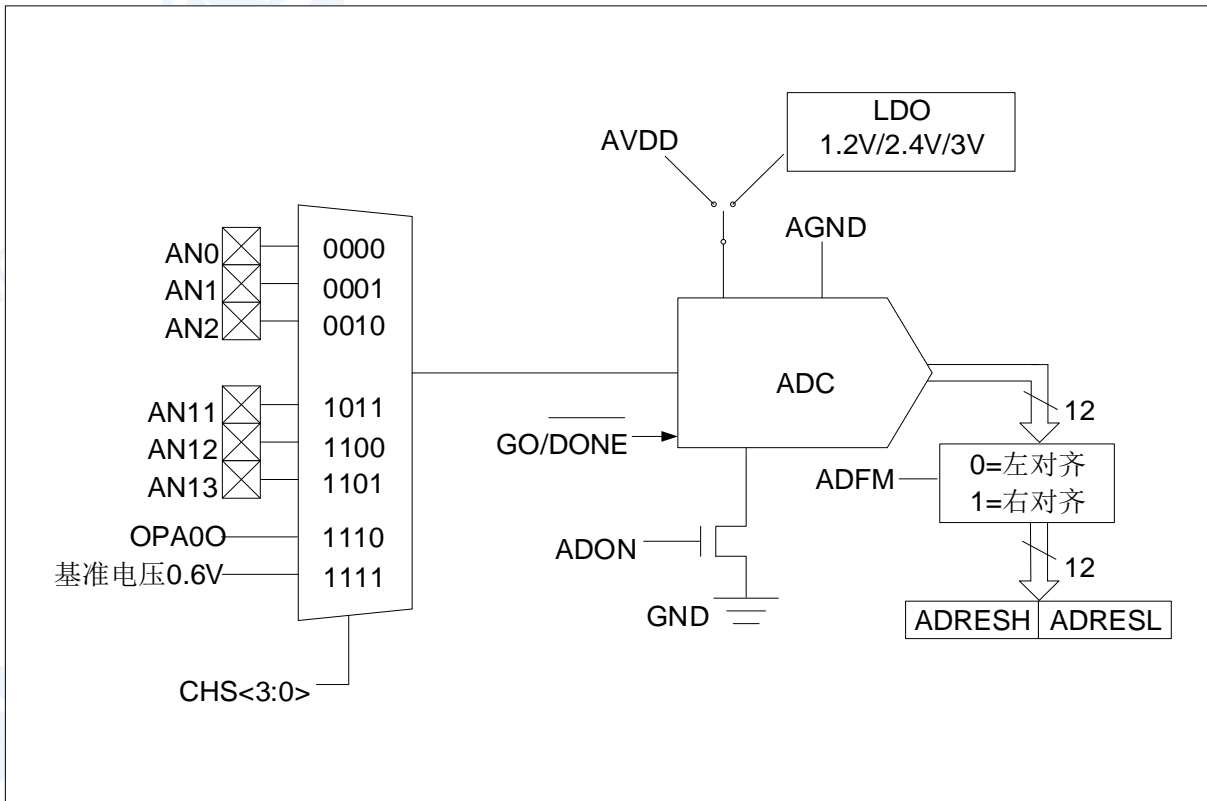 LDO
1.2V/2.4V/3V
AVDD
AGND
AN0
0000
AN1
0001
AN2
0010
AN11
1011
AN12
1100
AN13
1101
OPA0O
1110
基准电压0.6V
1111
CHS<3:0>
ADC
GO/DONE
ADON
GND
12
ADFM
0=左对齐
1=右对齐
12
ADRESH
ADRESL